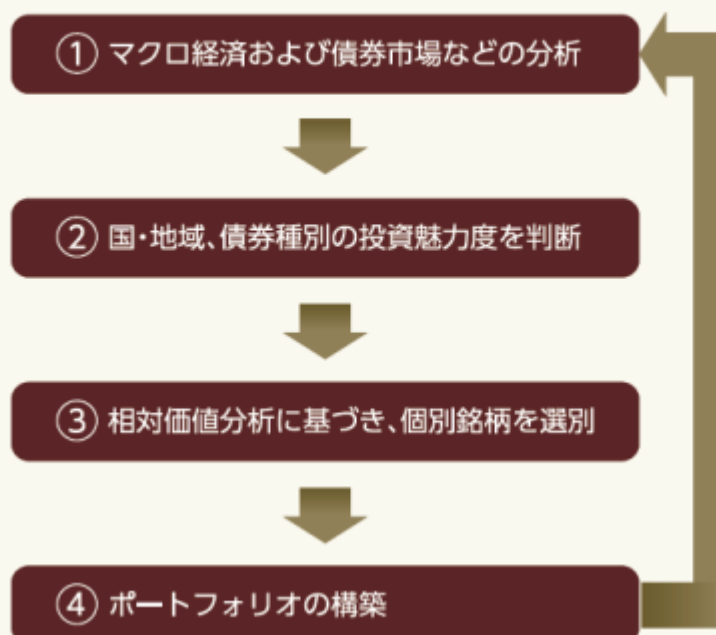 ① マクロ経済および債券市場などの分析
② 国・地域、債券種別の投資魅力度を判断
③ 相対価値分析に基づき、個別銘柄を選別
④ ポートフォリオの構築